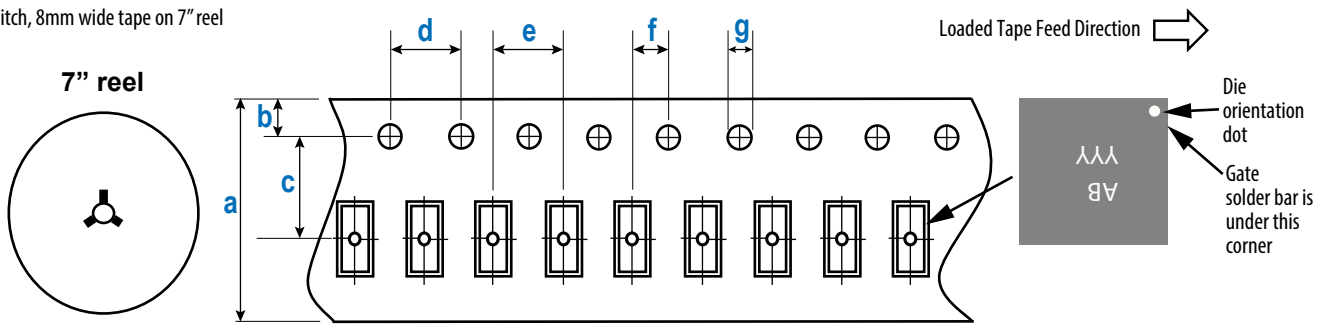 itch, 8mm wide tape on 7” reel
7” reel
a
b
c
d
e
f
g
Loaded Tape Feed Direction
Die
orientation
dot
Gate
solder bar is
under this
corner
AB
YYY